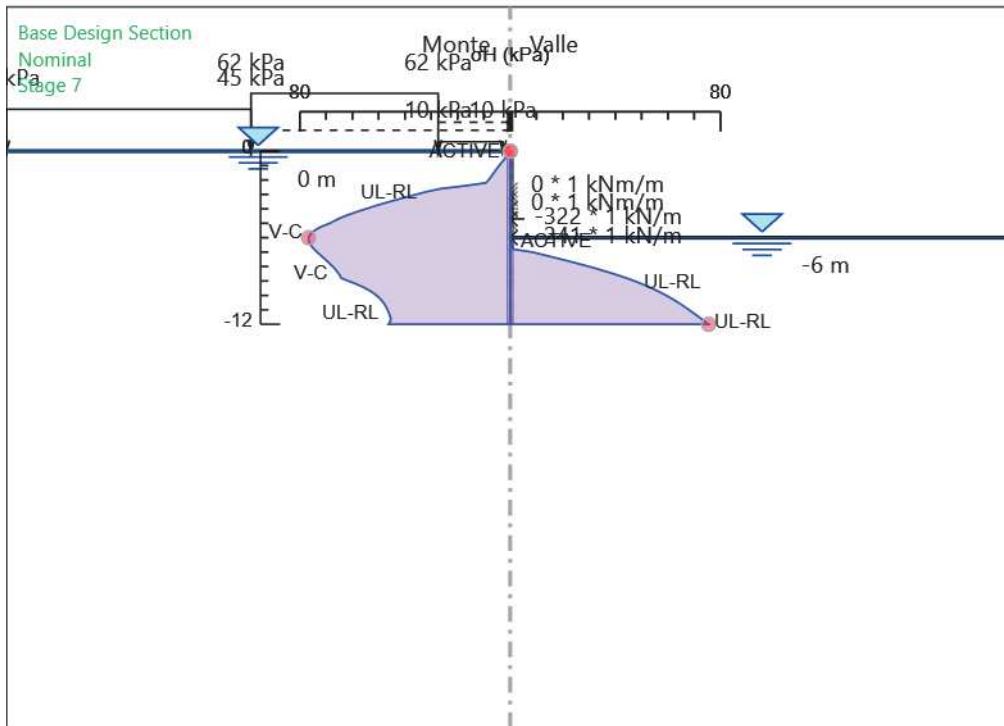 Base Design Section
Nominal
Stage 7
Monte Valle
σH (kPa)
62 kPa
45 kPa
62 kPa
kPa
80
80
10 kPa
10 kPa
0
ACTIVE
0 m
UL-RL
0 * 1 kNm/m
0 * 1 kNm/m
-322 * 1 kN/m
-341 * 1 kN/m
V-C
ACTIVE
V-C
-6 m
UL-RL
UL-RL
-12
UL-RL